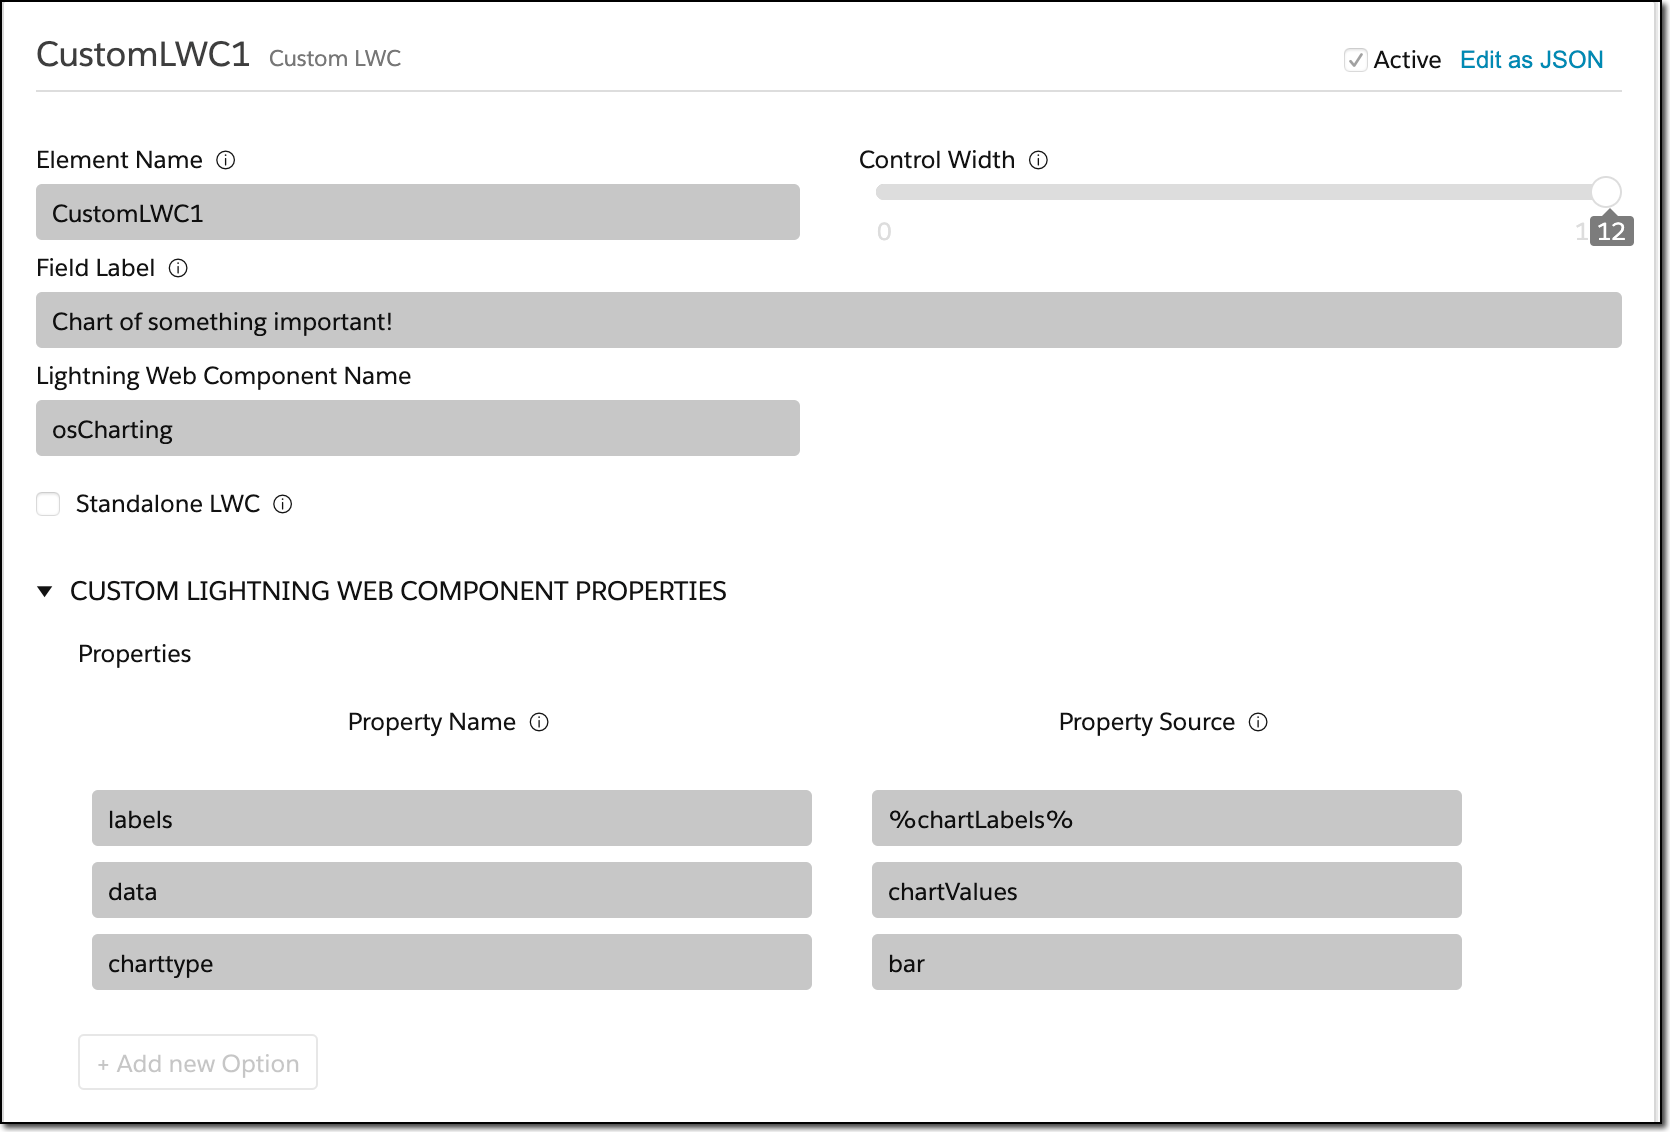 CustomLWC1 Custom LWC Active Edit as JSON
Element Name Control Width
CustomLWC1
0 1 12
Field Label
Chart of something important!
Lightning Web Component Name
osCharting
Standalone LWC
CUSTOM LIGHTNING WEB COMPONENT PROPERTIES
Properties
Property Name Property Source
labels %chartLabels%
data chartValues
charttype bar
+ Add new Option